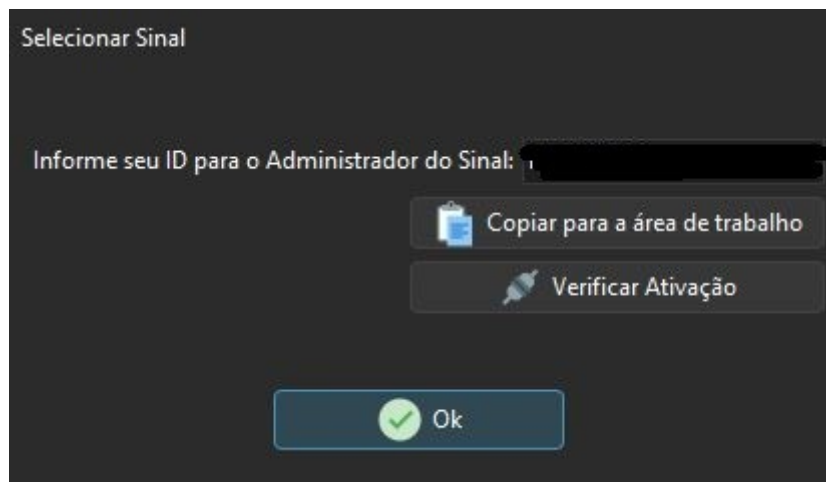 Selecionar Sinal
Informe seu ID para o Administrador do Sinal:
Copiar para a área de trabalho
Verificar Ativação
Ok